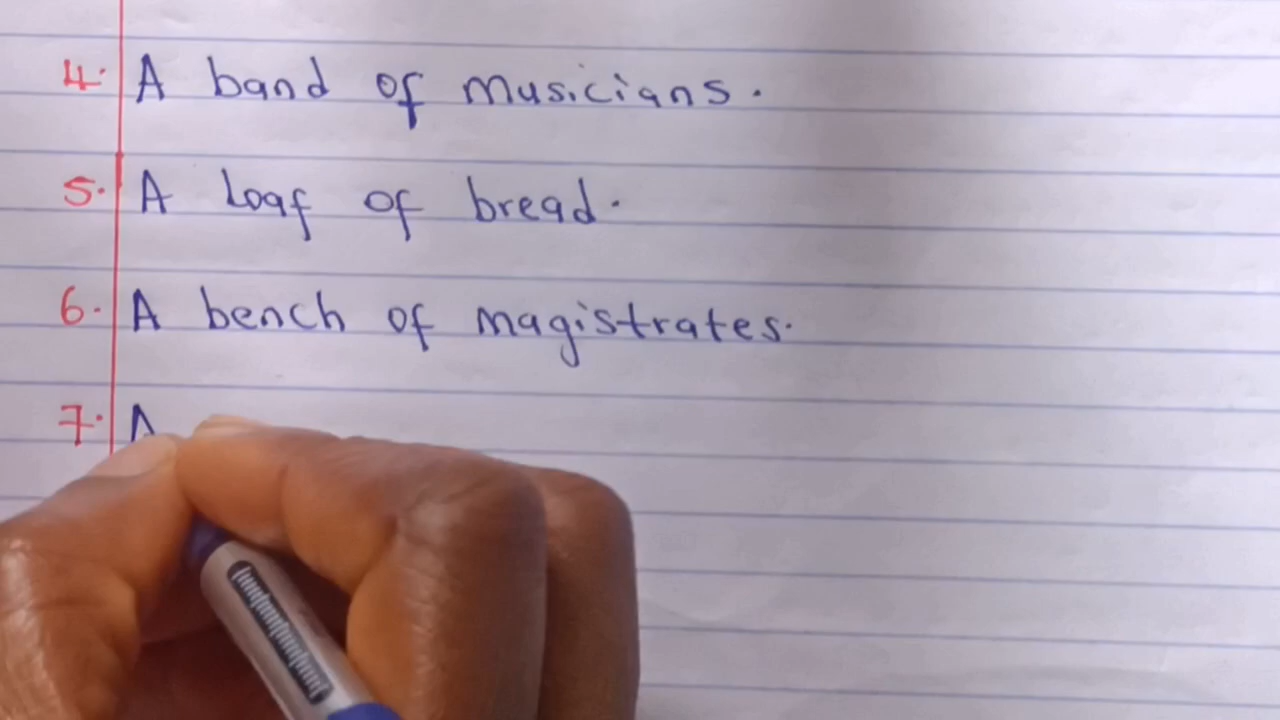 4. A band of musicians.
5. A loaf of bread.
6. A bench of magistrates.
7. A